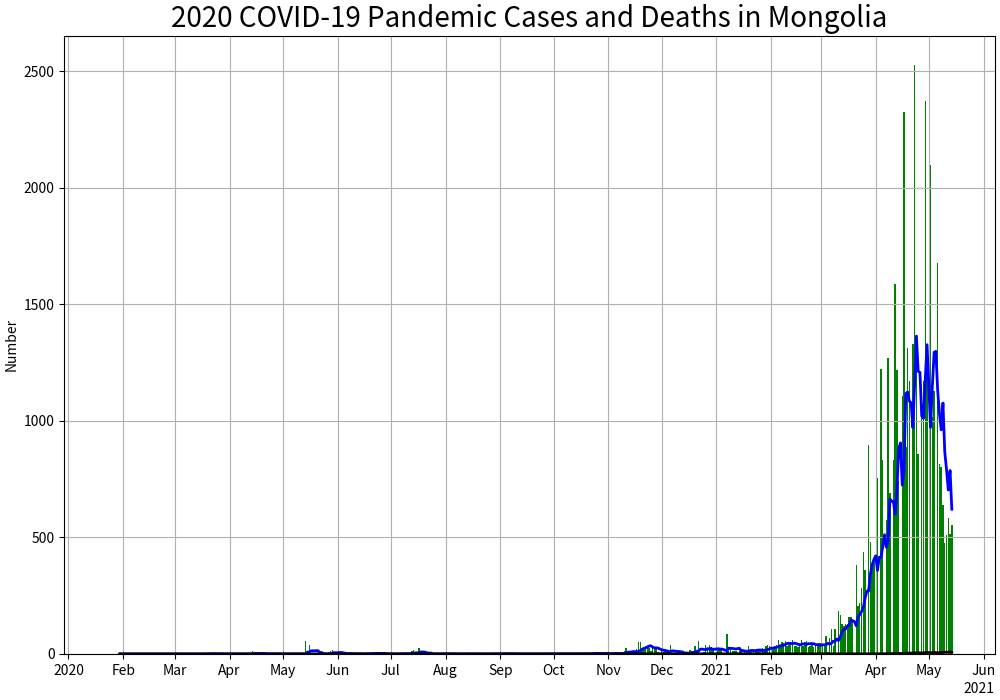 2020 COVID-19 Pandemic Cases and Deaths in Mongolia
2500
2000
1500
1000
500
0
Number
2020 Feb Mar Apr May Jun Jul Aug Sep Oct Nov Dec 2021 Feb Mar Apr May Jun
2021